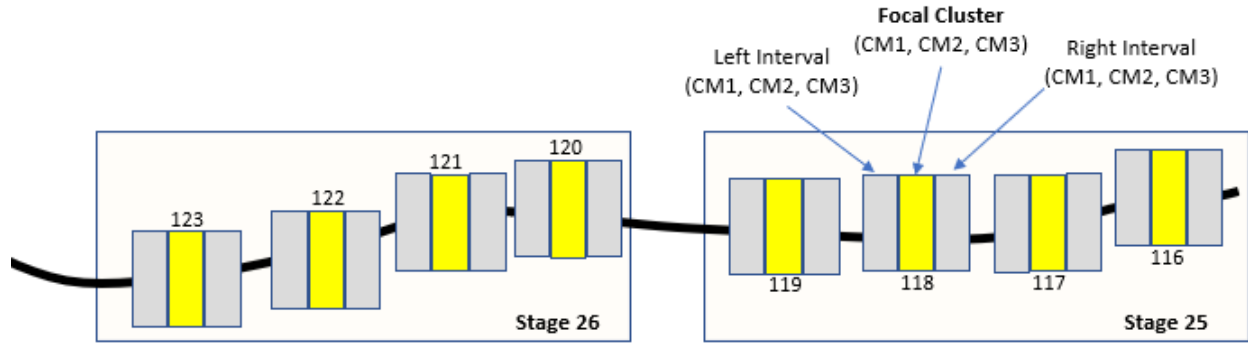 Focal Cluster
(CM1, CM2, CM3)
Left Interval
(CM1, CM2, CM3)
Right Interval
(CM1, CM2, CM3)
123
122
121
120
Stage 26
119
118
117
116
Stage 25